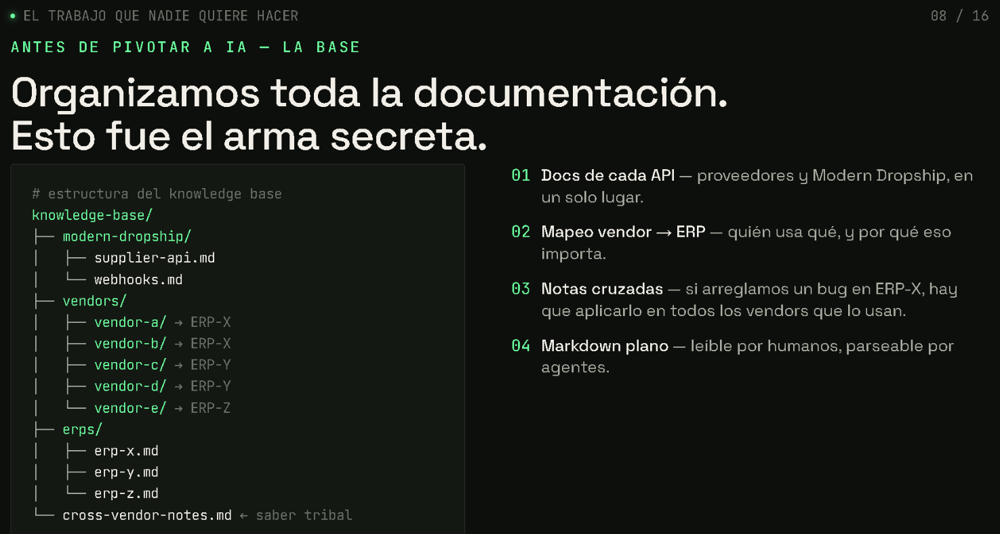 EL TRABAJO QUE NADIE QUIERE HACER
08 / 16
ANTES DE PIVOTAR A IA — LA BASE
Organizamos toda la documentación.
Esto fue el arma secreta.
# estructura del knowledge base
knowledge-base/
├── modern-dropship/
│   ├── supplier-api.md
│   └── webhooks.md
├── vendors/
│   ├── vendor-a/ → ERP-X
│   ├── vendor-b/ → ERP-X
│   ├── vendor-c/ → ERP-Y
│   ├── vendor-d/ → ERP-Y
│   └── vendor-e/ → ERP-Z
├── erps/
│   ├── erp-x.md
│   ├── erp-y.md
│   └── erp-z.md
└── cross-vendor-notes.md ← saber tribal
01 Docs de cada API — proveedores y Modern Dropship, en
un solo lugar.
02 Mapeo vendor → ERP — quién usa qué, y por qué eso
importa.
03 Notas cruzadas — si arreglamos un bug en ERP-X, hay
que aplicarlo en todos los vendors que lo usan.
04 Markdown plano — leíble por humanos, parseable por
agentes.